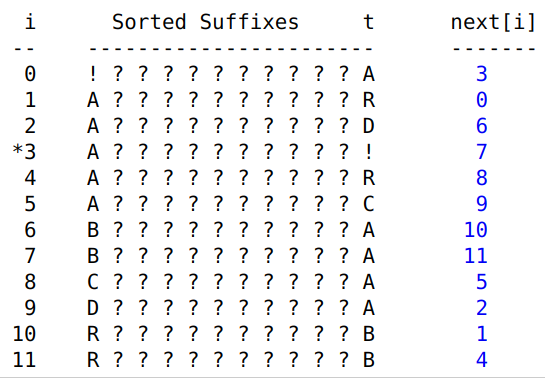 i Sorted Suffixes t next[i]
-- ----------------------- -------
0 ! ? ? ? ? ? ? ? ? ? ? A 3
1 A ? ? ? ? ? ? ? ? ? ? R 0
2 A ? ? ? ? ? ? ? ? ? ? D 6
*3 A ? ? ? ? ? ? ? ? ? ? ! 7
4 A ? ? ? ? ? ? ? ? ? ? R 8
5 A ? ? ? ? ? ? ? ? ? ? C 9
6 B ? ? ? ? ? ? ? ? ? ? A 10
7 B ? ? ? ? ? ? ? ? ? ? A 11
8 C ? ? ? ? ? ? ? ? ? ? A 5
9 D ? ? ? ? ? ? ? ? ? ? A 2
10 R ? ? ? ? ? ? ? ? ? ? B 1
11 R ? ? ? ? ? ? ? ? ? ? B 4